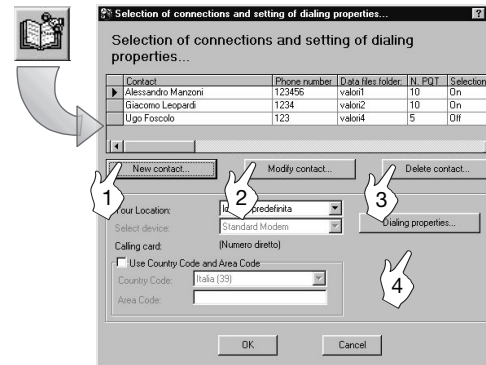 Selection of connections and setting of dialing properties...
?
Selection of connections and setting of dialing
properties...
Contact Phone number Data files folder: N. PQT Selection
Alessandro Manzoni 123456 valori1 10 On
Giacomo Leopardi 1234 valori2 10 On
Ugo Foscolo 123 valori4 5 Off
New contact... Modify contact... Delete contact...
1 2 3
Your Location: predefinita
Select device: Standard Modem Dialing properties...
Calling card: (Numero diretto)
Use Country Code and Area Code
Country Code: Italia (39)
4
Area Code:
OK Cancel